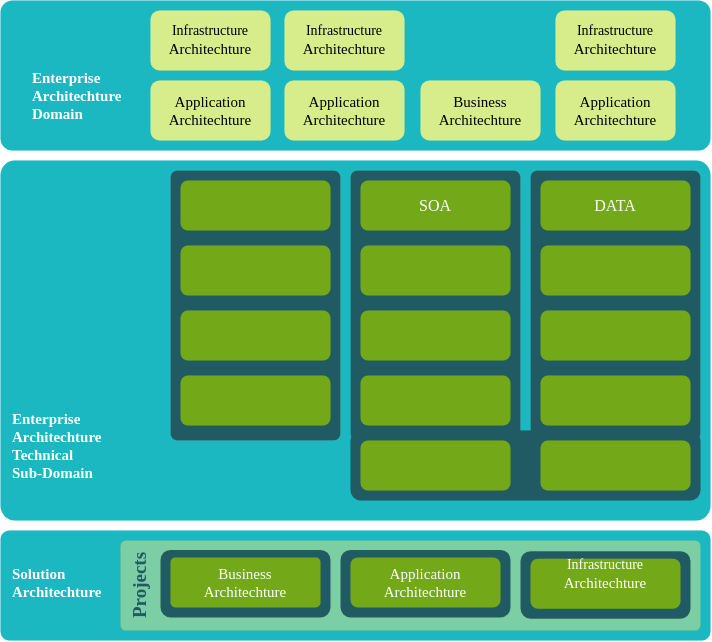 Enterprise
Architechture
Domain
Infrastructure
Architechture
Infrastructure
Architechture
Infrastructure
Architechture
Application
Architechture
Application
Architechture
Business
Architechture
Application
Architechture
SOA
DATA
Enterprise
Architechture
Technical
Sub-Domain
Solution
Architechture
Projects
Business
Architechture
Application
Architechture
Infrastructure
Architechture